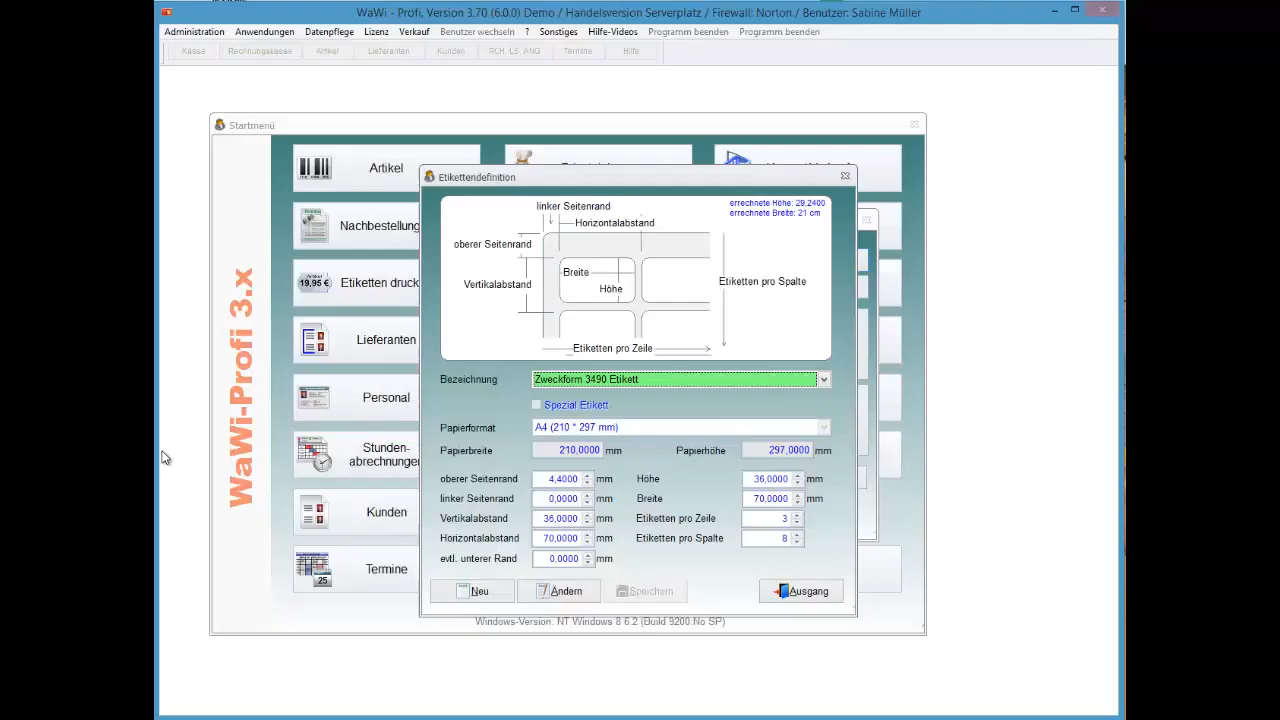 WaWi - Profi, Version 3.70 (6.0.0) Demo / Handelsversion Serverplatz / Firewall: Norton / Benutzer: Sabine Müller
Administration Anwendungen Datenpflege Lizenz Verkauf Benutzer wechseln ? Sonstiges Hilfe-Videos Programm beenden Programm beenden
Kasse Rechnungskasse Artikel Lieferanten Kunden RCH, LS, ANG Termine Hilfe
Startmenü
WaWi-Profi 3.x
Artikel
Nachbestellung
Artikel
19,95 €
Etiketten druck
Lieferanten
Personal
Stunden-
abrechnunger
Kunden
25
Termine
Etikettendefinition
errechnete Höhe: 29,2400
errechnete Breite: 21 cm
linker Seitenrand
Horizontalabstand
oberer Seitenrand
Breite
Vertikalabstand
Höhe
Etiketten pro Spalte
Etiketten pro Zeile
Bezeichnung Zweckform 3490 Etikett
Spezial Etikett
Papierformat A4 (210 * 297 mm)
Papierbreite 210,0000 mm Papierhöhe 297,0000 mm
oberer Seitenrand 4,4000 mm Höhe 36,0000 mm
linker Seitenrand 0,0000 mm Breite 70,0000 mm
Vertikalabstand 36,0000 mm Etiketten pro Zeile 3
Horizontalabstand 70,0000 mm Etiketten pro Spalte 8
evtl. unterer Rand 0,0000 mm
Neu Ändern Speichern Ausgang
Windows-Version: NT Windows 8 6.2 (Build 9200:No SP)